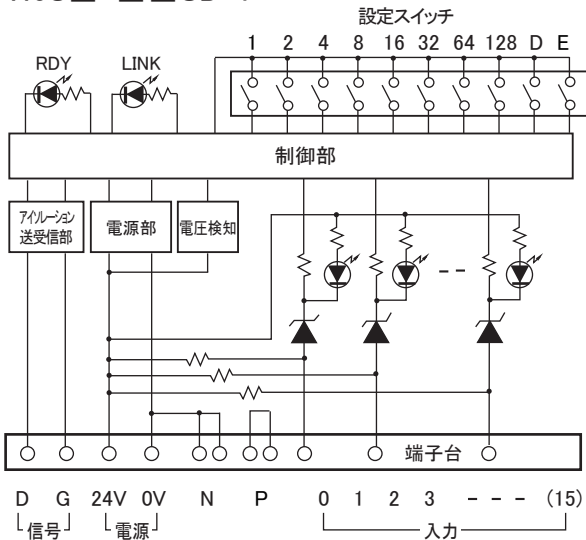 設定スイッチ
1 2 4 8 16 32 64 128 D E
RDY LINK
制御部
アイソレーション
送受信部
電源部
電圧検知
端子台
D G 24V 0V N P 0 1 2 3 - - - (15)
信号 電源 入力